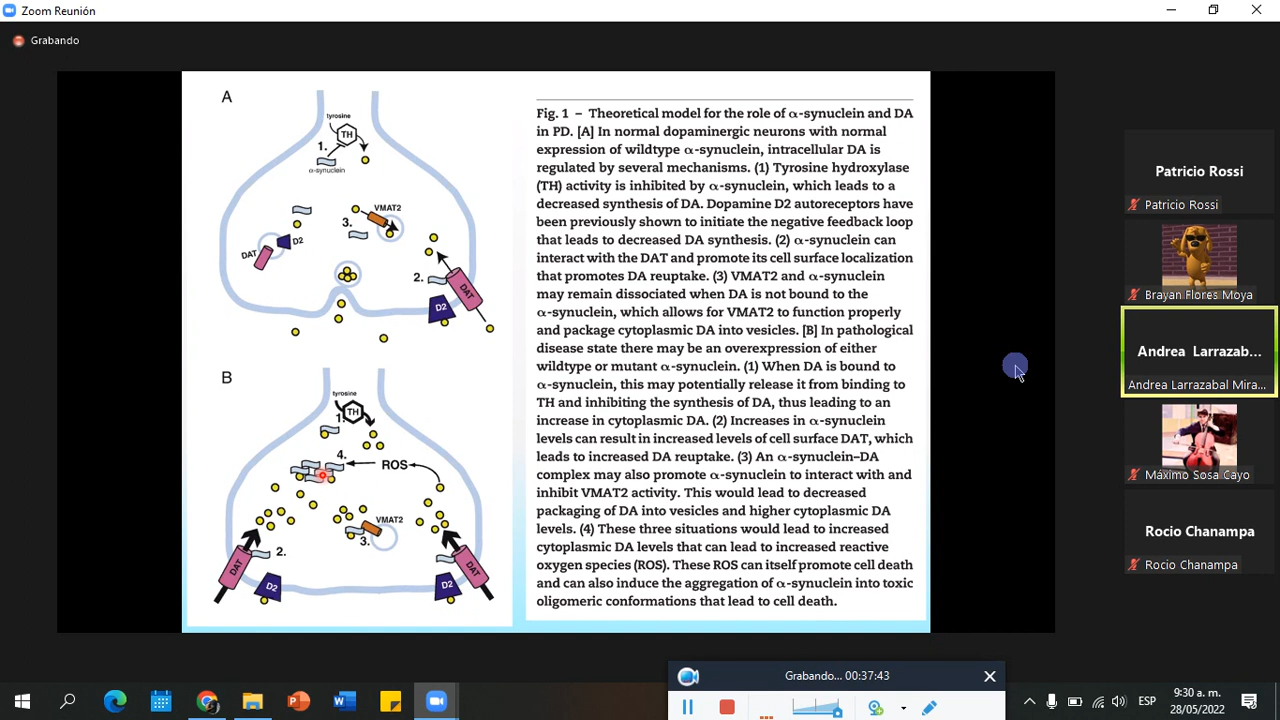 Zoom Reunión
Grabando
A
tyrosine
TH
1.
α-synuclein
VMAT2
3.
D2
DAT
2.
DAT
D2
B
tyrosine
TH
1.
4.
ROS
VMAT2
3.
2.
DAT
DAT
D2
D2
Fig. 1 – Theoretical model for the role of α-synuclein and DA
in PD. [A] In normal dopaminergic neurons with normal
expression of wildtype α-synuclein, intracellular DA is
regulated by several mechanisms. (1) Tyrosine hydroxylase
(TH) activity is inhibited by α-synuclein, which leads to a
decreased synthesis of DA. Dopamine D2 autoreceptors have
been previously shown to initiate the negative feedback loop
that leads to decreased DA synthesis. (2) α-synuclein can
interact with the DAT and promote its cell surface localization
that promotes DA reuptake. (3) VMAT2 and α-synuclein
may remain dissociated when DA is not bound to the
α-synuclein, which allows for VMAT2 to function properly
and package cytoplasmic DA into vesicles. [B] In pathological
disease state there may be an overexpression of either
wildtype or mutant α-synuclein. (1) When DA is bound to
α-synuclein, this may potentially release it from binding to
TH and inhibiting the synthesis of DA, thus leading to an
increase in cytoplasmic DA. (2) Increases in α-synuclein
levels can result in increased levels of cell surface DAT, which
leads to increased DA reuptake. (3) An α-synuclein–DA
complex may also promote α-synuclein to interact with and
inhibit VMAT2 activity. This would lead to decreased
packaging of DA into vesicles and higher cytoplasmic DA
levels. (4) These three situations would lead to increased
cytoplasmic DA levels that can lead to increased reactive
oxygen species (ROS). These ROS can itself promote cell death
and can also induce the aggregation of α-synuclein into toxic
oligomeric conformations that lead to cell death.
Patricio Rossi
Patricio Rossi
Brayan Flores Moya
Andrea Larrazab...
Andrea Larrazabal Mira...
Máximo Sosa Cayo
Rocio Chanampa
Rocio Chanampa
Grabando... 00:37:43
ESP
9:30 a. m.
28/05/2022